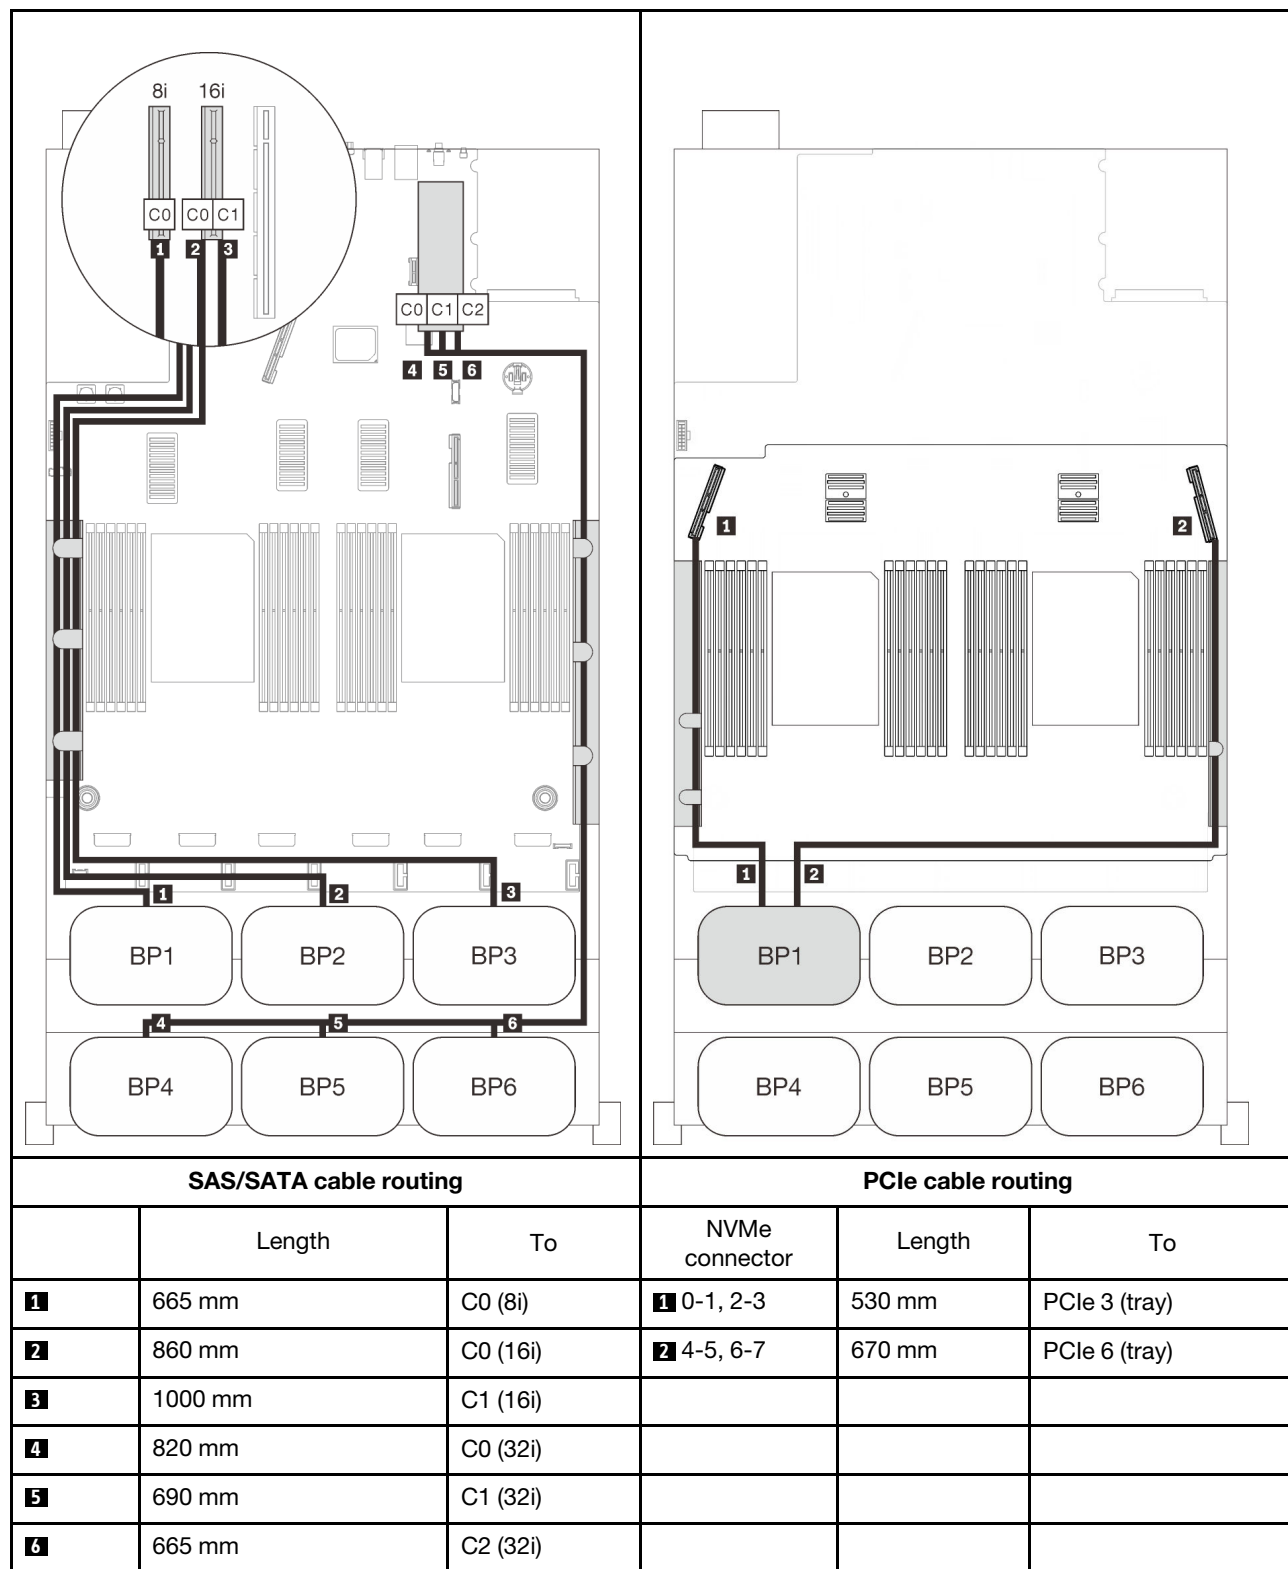 8i 16i
C0 C0 C1
1 2 3
C0 C1 C2
4 5 6
1 2 3
BP1 BP2 BP3
4 5 6
BP4 BP5 BP6
1 2
1 2
BP1 BP2 BP3
BP4 BP5 BP6
SAS/SATA cable routing PCIe cable routing
Length To NVMe connector Length To
1 665 mm C0 (8i) 1 0-1, 2-3 530 mm PCIe 3 (tray)
2 860 mm C0 (16i) 2 4-5, 6-7 670 mm PCIe 6 (tray)
3 1000 mm C1 (16i)
4 820 mm C0 (32i)
5 690 mm C1 (32i)
6 665 mm C2 (32i)